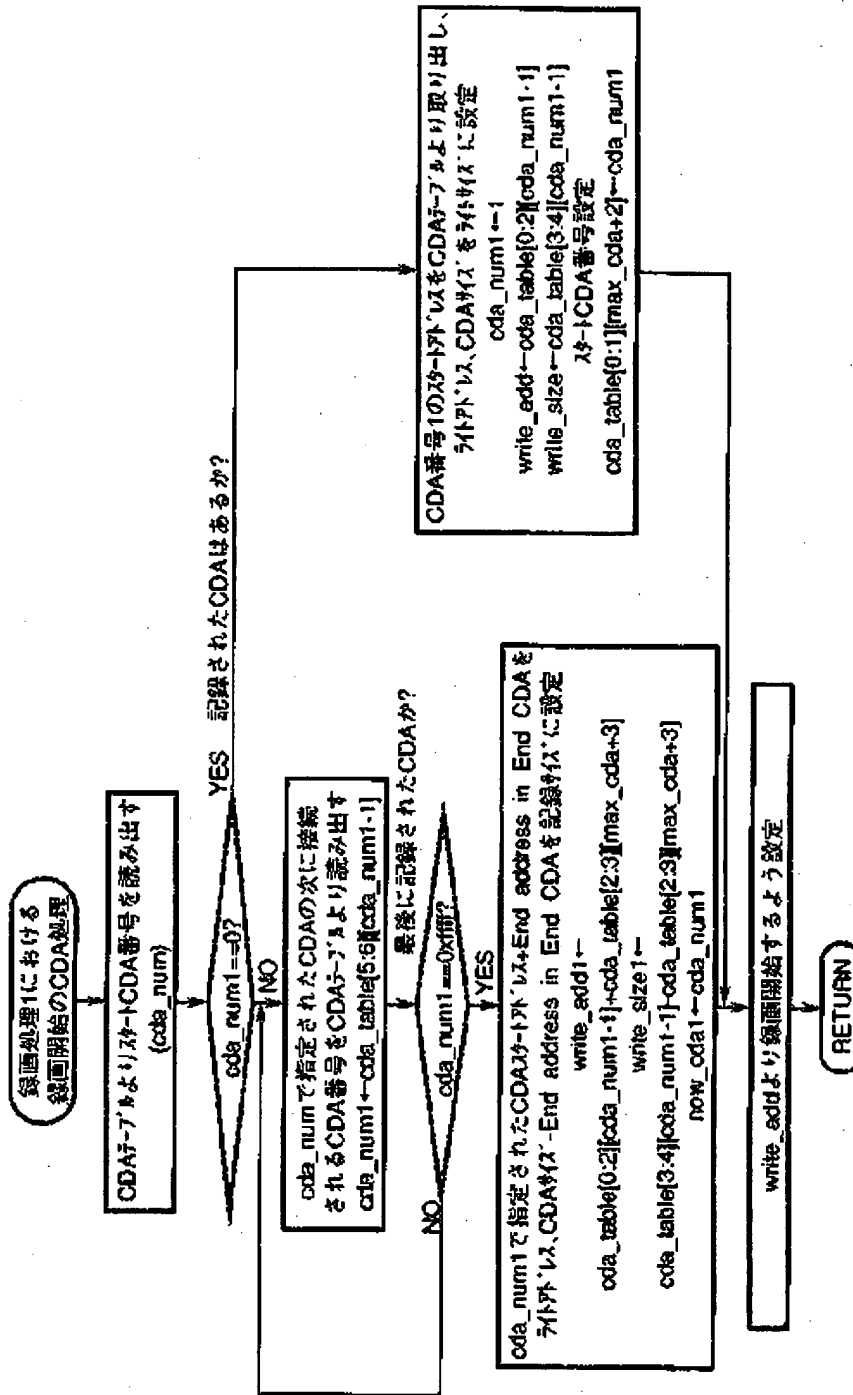 録画処理1における
録画開始のCDA処理
CDAテーブルよりスタートCDA番号を読み出す
(cda_num)
cda_num1==0?
YES
記録されたCDAはあるか?
NO
cda_numで指定されたCDAの次に接続
されるCDA番号をCDAテーブルより読み出す
cda_num1←cda_table[5:6][cda_num1-1]
最後に記録されたCDAか?
cda_num1==0xffff?
NO
YES
cda_num1で指定されたCDAスタートアドレス+End address in End CDAを
ライトアドレス、CDAサイズ-End address in End CDAを記録サイズに設定
write_add1←
cda_table[0:2][cda_num1-1]+cda_table[2:3][max_cda+3]
write_size1←
cda_table[3:4][cda_num1-1]-cda_table[2:3][max_cda+3]
now_cda1←cda_num1
CDA番号1のスタートアドレスをCDAテーブルより取り出し、
ライトアドレス、CDAサイズをライトサイズに設定
cda_num1←1
write_add←cda_table[0:2][cda_num1-1]
write_size←cda_table[3:4][cda_num1-1]
スタートCDA番号設定
cda_table[0:1][max_cda+2]←cda_num1
write_addより録画開始するよう設定
RETURN